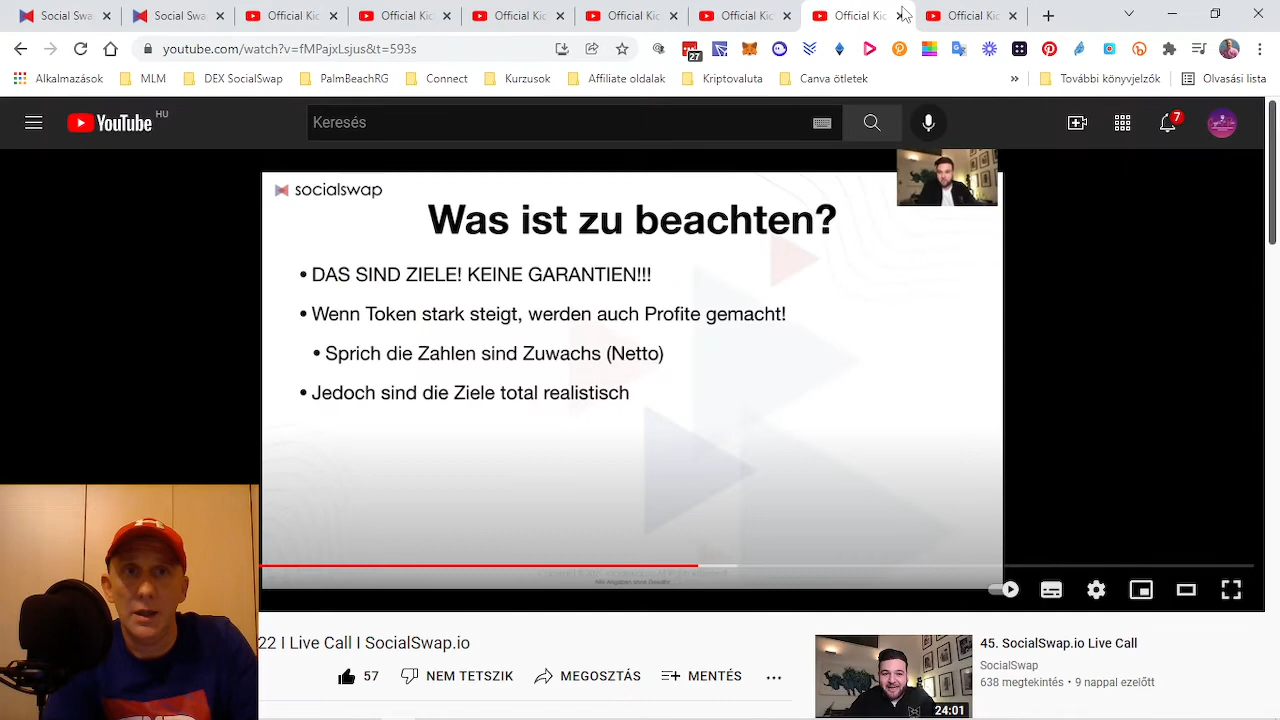 Social Swa
Social Swa
Official Kic
Official Kic
Official Kic
Official Kic
Official Kic
Official Kic
Official Kic
youtube.com/watch?v=fMPajxLsjus&t=593s
27
Alkalmazások
MLM
DEX SocialSwap
PalmBeachRG
Connect
Kurzusok
Affiliate oldalak
Kriptovaluta
Canva ötletek
»
További könyvjelzők
Olvasási lista
YouTube HU
Keresés
7
socialswap
Was ist zu beachten?
• DAS SIND ZIELE! KEINE GARANTIEN!!!
• Wenn Token stark steigt, werden auch Profite gemacht!
• Sprich die Zahlen sind Zuwachs (Netto)
• Jedoch sind die Ziele total realistisch
Alle Angaben ohne Gewähr
22 I Live Call I SocialSwap.io
57
NEM TETSZIK
MEGOSZTÁS
MENTÉS
24:01
45. SocialSwap.io Live Call
SocialSwap
638 megtekintés • 9 nappal ezelőtt